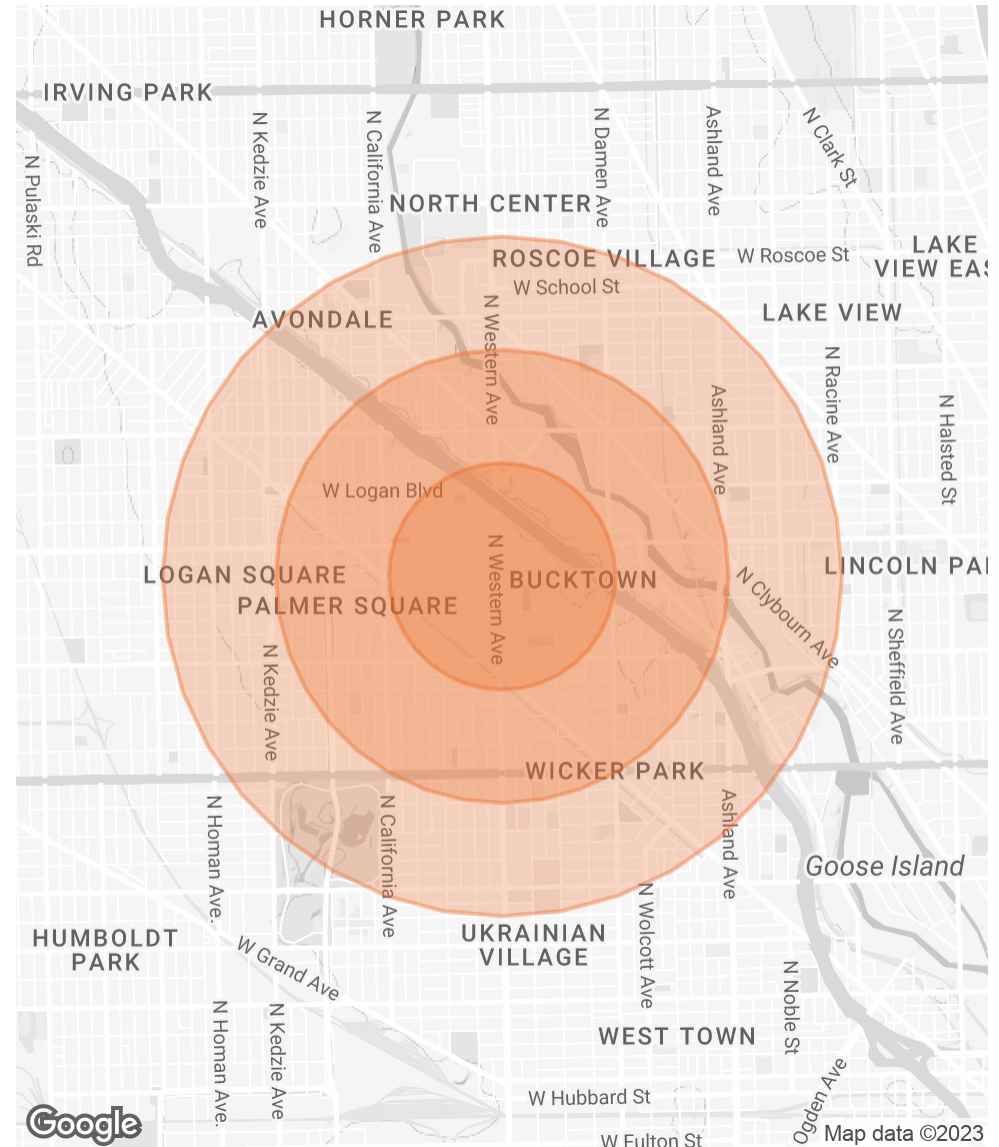 HORNER PARK
IRVING PARK
N Kedzie Ave
N California Ave
N Damen Ave
Ashland Ave
N Clark St
N Pulaski Rd
NORTH CENTER
ROSCOE VILLAGE
W Roscoe St
LAKE
VIEW EAS
W School St
AVONDALE
N Western Ave
LAKE VIEW
N Racine Ave
Ashland Ave
N Halsted St
W Logan Blvd
N Western Ave
LOGAN SQUARE
BUCKTOWN
LINCOLN PAR
PALMER SQUARE
N Clybourn Ave
N Sheffield Ave
N Kedzie Ave
WICKER PARK
N Homan Ave.
N California Ave
Ashland Ave
Goose Island
N Wolcott Ave
HUMBOLDT
PARK
W Grand Ave
UKRAINIAN
VILLAGE
N Noble St
N Homan Ave.
N Kedzie Ave
WEST TOWN
Ogden Ave
W Hubbard St
Google
W Fulton St
Map data ©2023